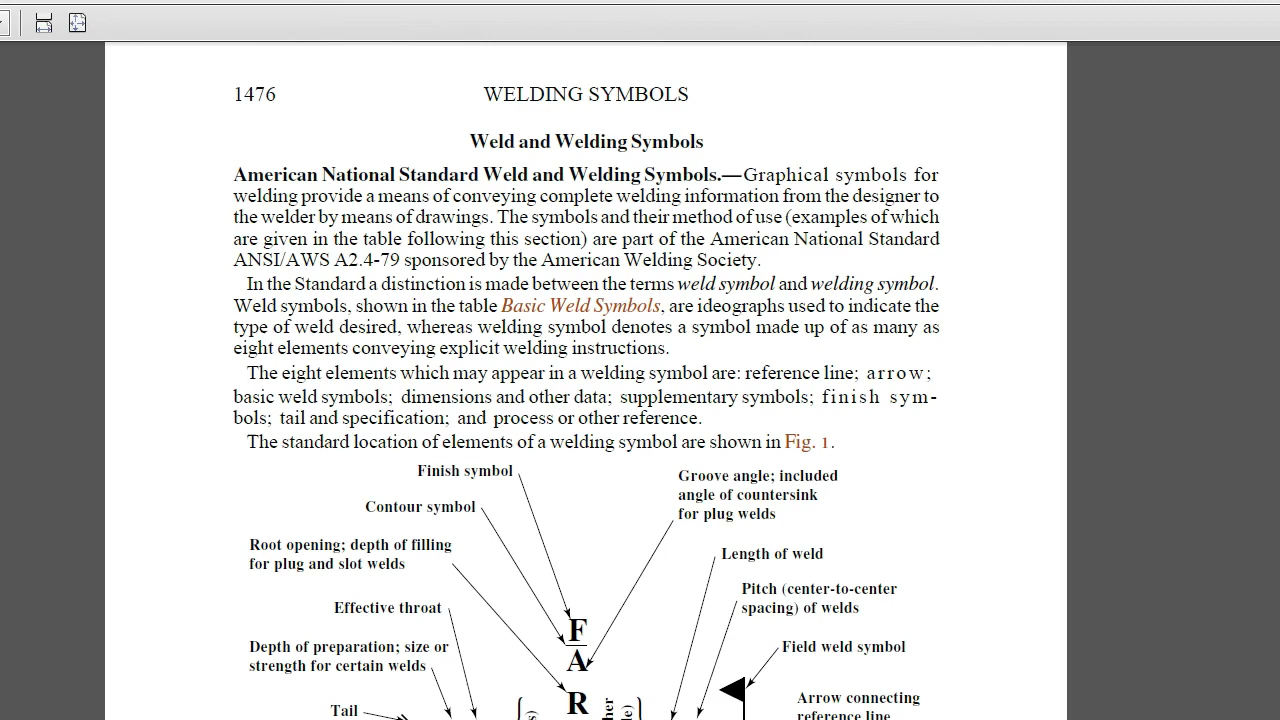 1476 WELDING SYMBOLS
Weld and Welding Symbols
American National Standard Weld and Welding Symbols.—Graphical symbols for
welding provide a means of conveying complete welding information from the designer to
the welder by means of drawings. The symbols and their method of use (examples of which
are given in the table following this section) are part of the American National Standard
ANSI/AWS A2.4-79 sponsored by the American Welding Society.
In the Standard a distinction is made between the terms weld symbol and welding symbol.
Weld symbols, shown in the table Basic Weld Symbols, are ideographs used to indicate the
type of weld desired, whereas welding symbol denotes a symbol made up of as many as
eight elements conveying explicit welding instructions.
The eight elements which may appear in a welding symbol are: reference line; arrow;
basic weld symbols; dimensions and other data; supplementary symbols; finish sym-
bols; tail and specification; and process or other reference.
The standard location of elements of a welding symbol are shown in Fig. 1.
Finish symbol
Contour symbol
Root opening; depth of filling
for plug and slot welds
Effective throat
Depth of preparation; size or
strength for certain welds
Tail
Groove angle; included
angle of countersink
for plug welds
Length of weld
Pitch (center-to-center
spacing) of welds
Field weld symbol
Arrow connecting
reference line
F
A
R